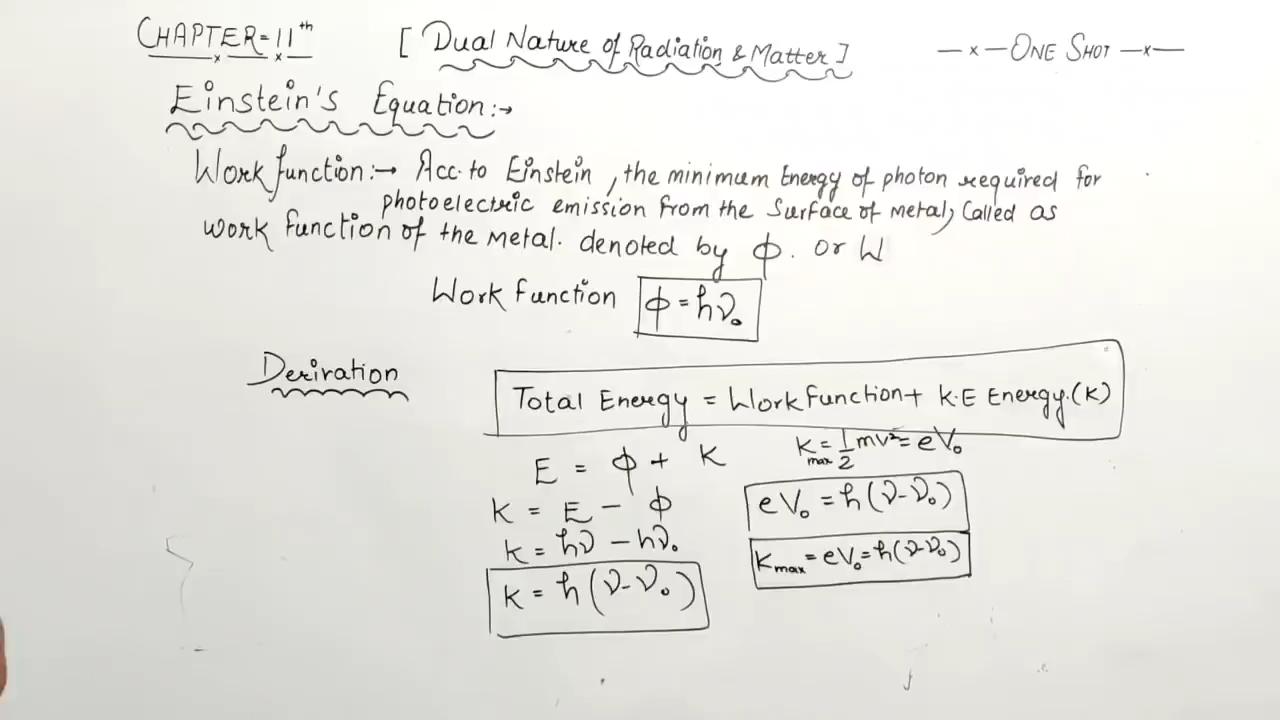 CHAPTER-11th [Dual Nature of Radiation & Matter] —x—ONE SHOT—x—
Einstein's Equation:→
Work function:→ Acc. to Einstein, the minimum Energy of photon required for
photoelectric emission from the surface of metal, called as
work function of the metal. denoted by ϕ. or W
Work function ϕ = hν₀
Derivation
Total Energy = Work function + K.E Energy.(K)
E = ϕ + K
K = E - ϕ
K = hν - hν₀
K = h(ν-ν₀)
Kmax = 1/2 mv² = eV₀
eV₀ = h(ν-ν₀)
Kmax = eV₀ = h(ν-ν₀)